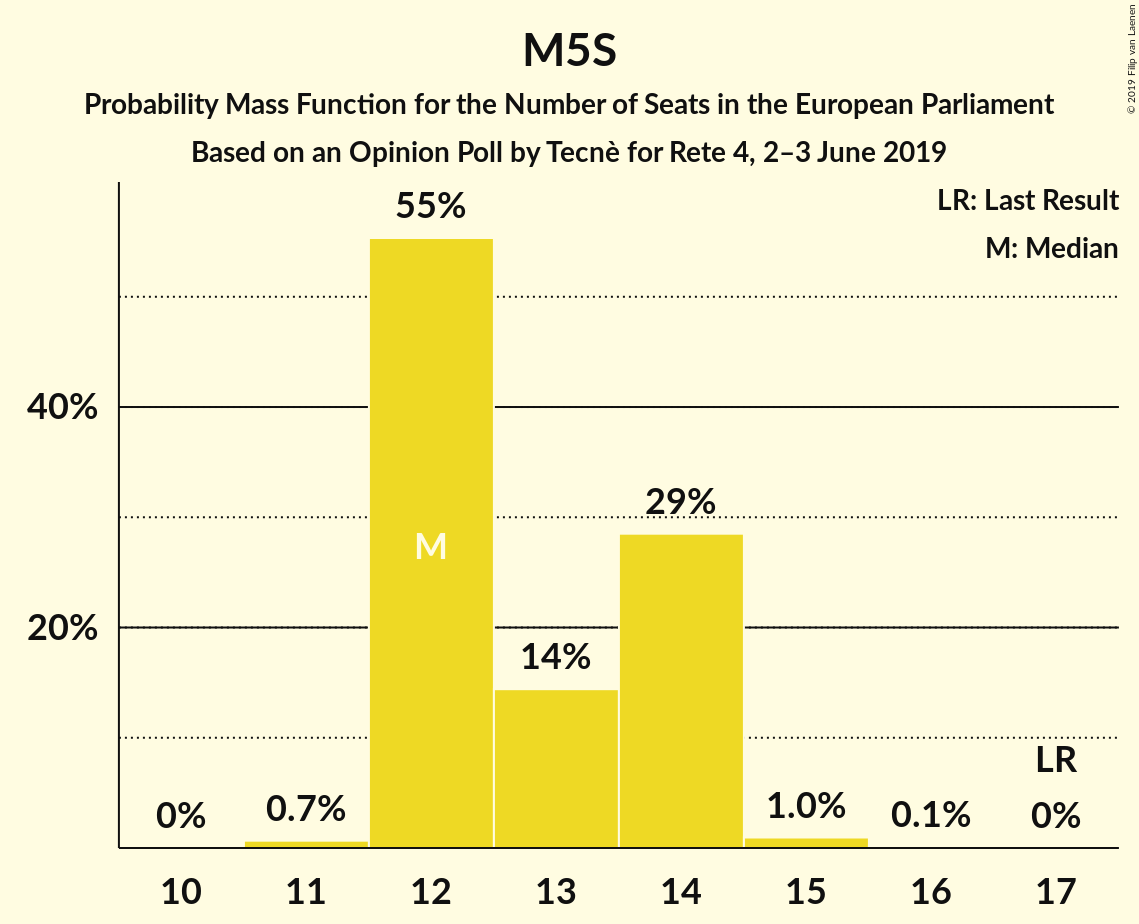 M5S
Probability Mass Function for the Number of Seats in the European Parliament
Based on an Opinion Poll by Tecnè for Rete 4, 2–3 June 2019
© 2019 Filip van Laenen
LR: Last Result
M: Median
55%
40%
29%
M
20%
14%
LR
0%
0.7%
1.0%
0.1%
0%
10 11 12 13 14 15 16 17